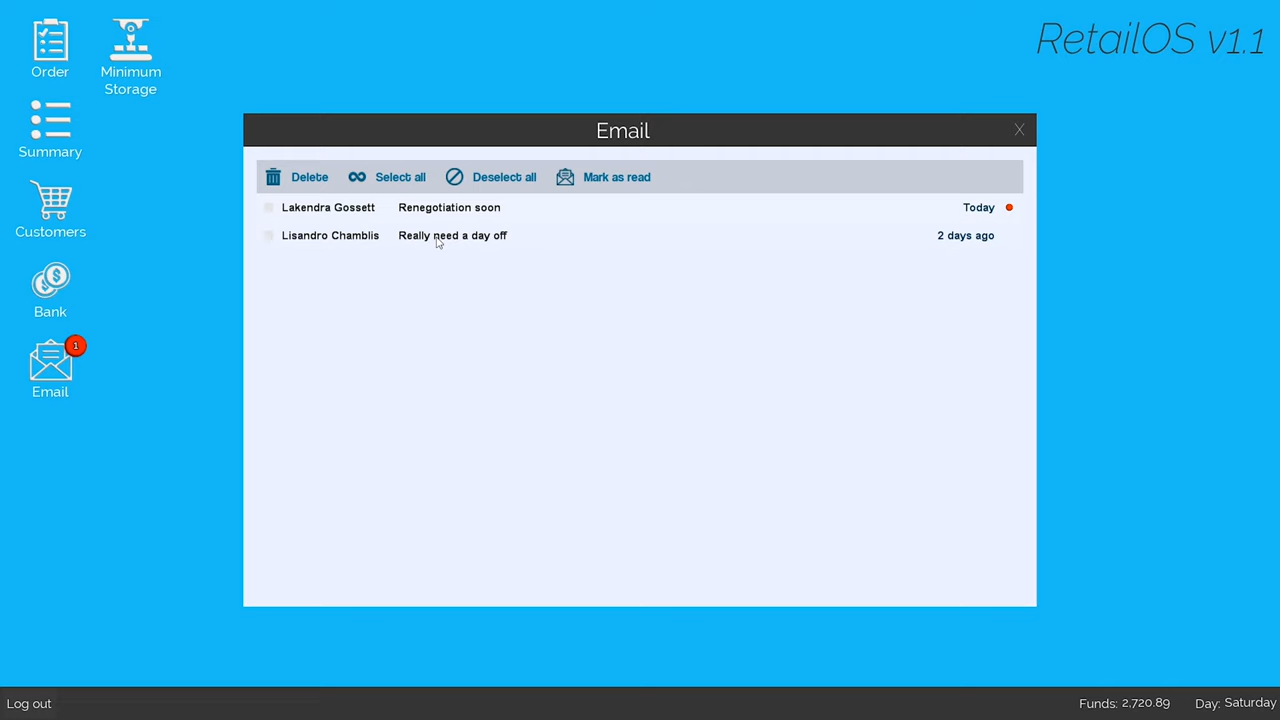 RetailOS v1.1
Order
Minimum
Storage
Summary
Customers
Bank
1
Email
Email
X
Delete
Select all
Deselect all
Mark as read
Lakendra Gossett
Renegotiation soon
Today
Lisandro Chamblis
Really need a day off
2 days ago
Log out
Funds: 2,720.89
Day: Saturday